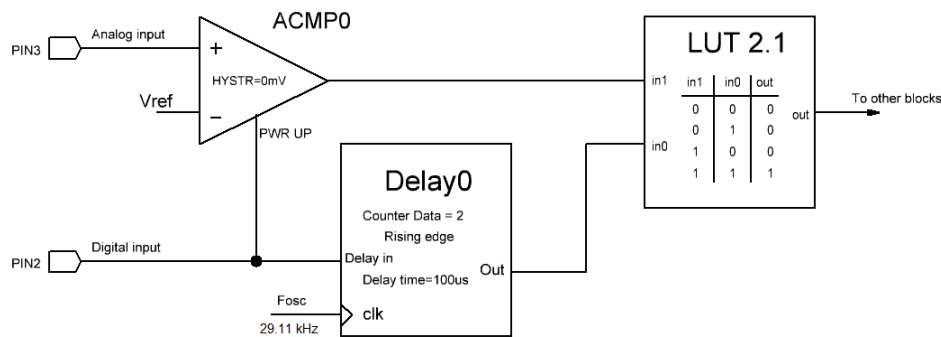 ACMP0
PIN3
Analog input
+
HYSTR=0mV
Vref
−
PWR UP
LUT 2.1
in1
in1 in0 out
0 0 0
0 1 0
1 0 0
1 1 1
in0
out
To other blocks
Delay0
Counter Data = 2
Rising edge
PIN2
Digital input
Delay in
Delay time=100us
Out
Fosc
29.11 kHz
clk